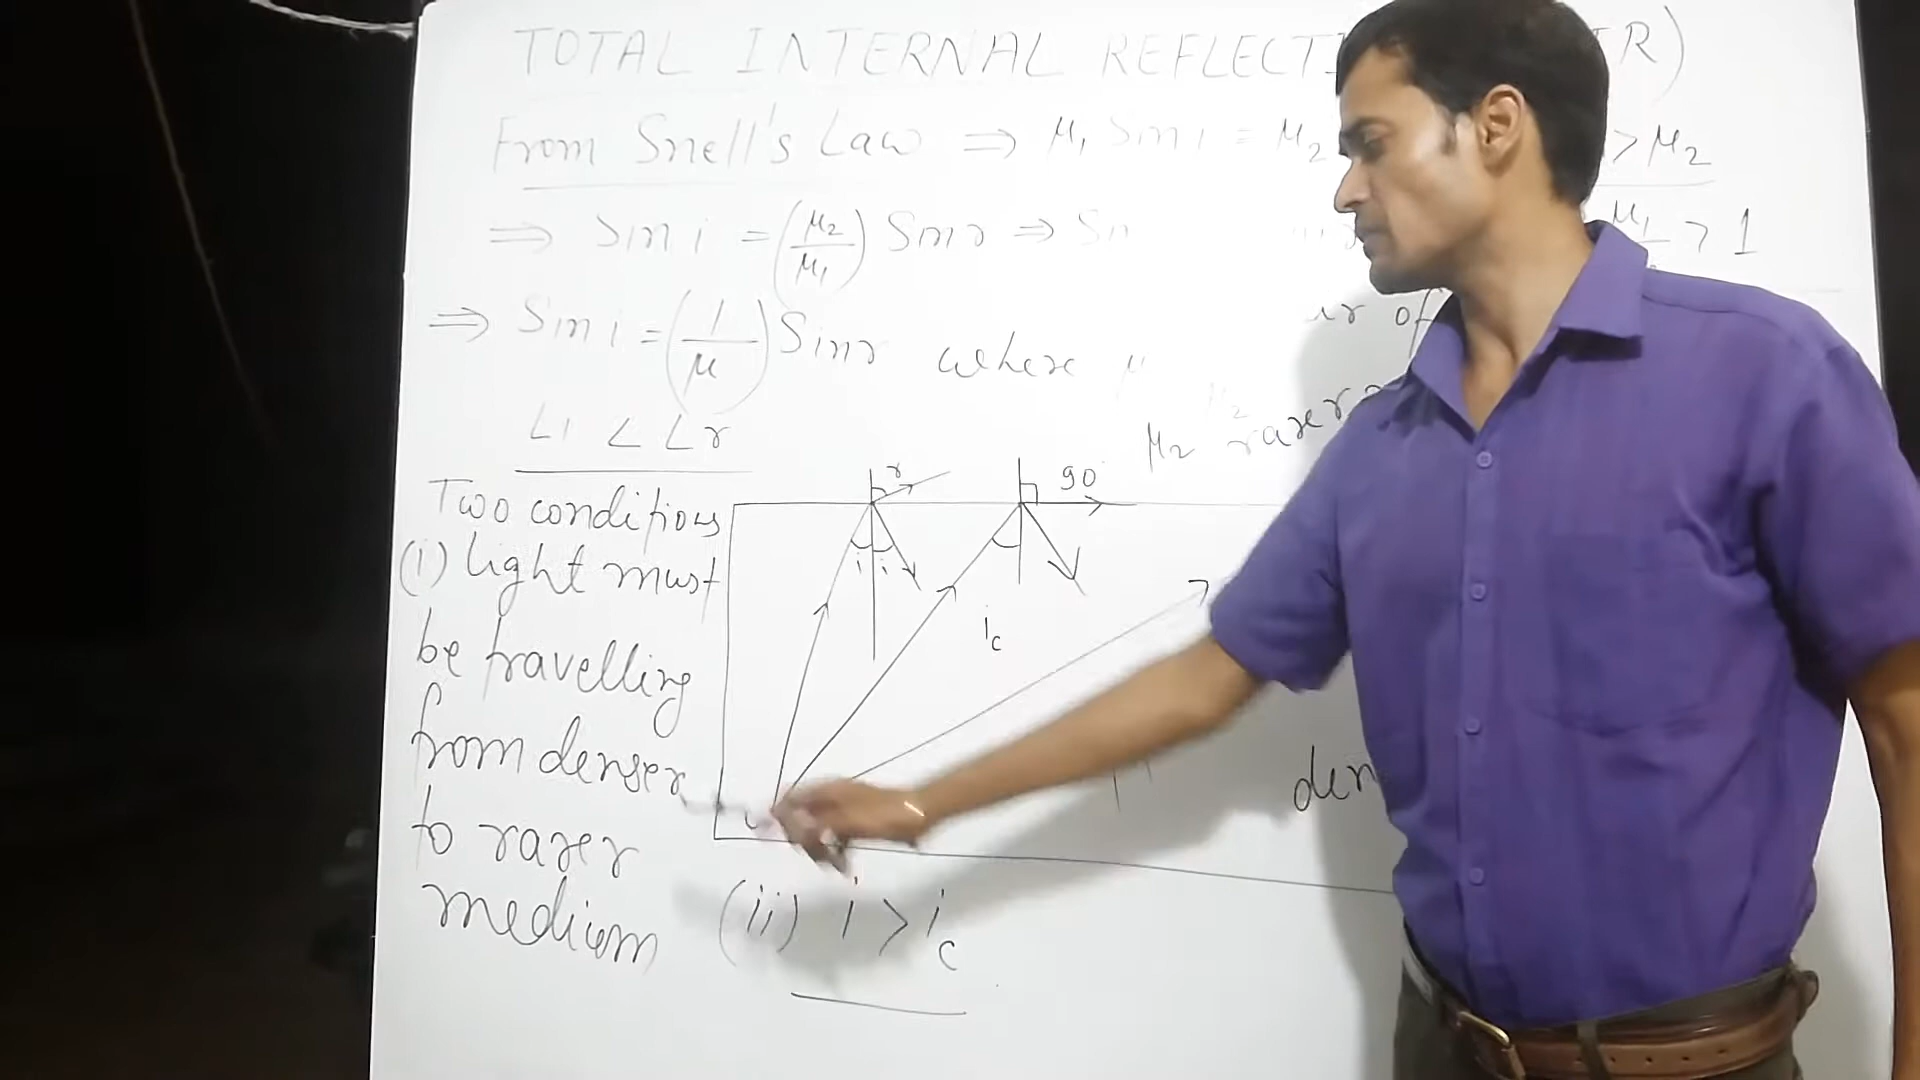 TOTAL INTERNAL REFLECTI R)
From Snell's Law ⇒ μ₁ Sin i = μ₂ > μ₂
⇒ Sin i = (μ₂/μ₁) Sin r ⇒ μ₁ > 1
⇒ Sin i = (1/μ) Sin r where μ of
∠i < ∠r
μ₂ rarer
Two conditions
(i) light must
be travelling
from denser
to rarer
medium
(ii) i > i_c
r
90
i i
i_c
den